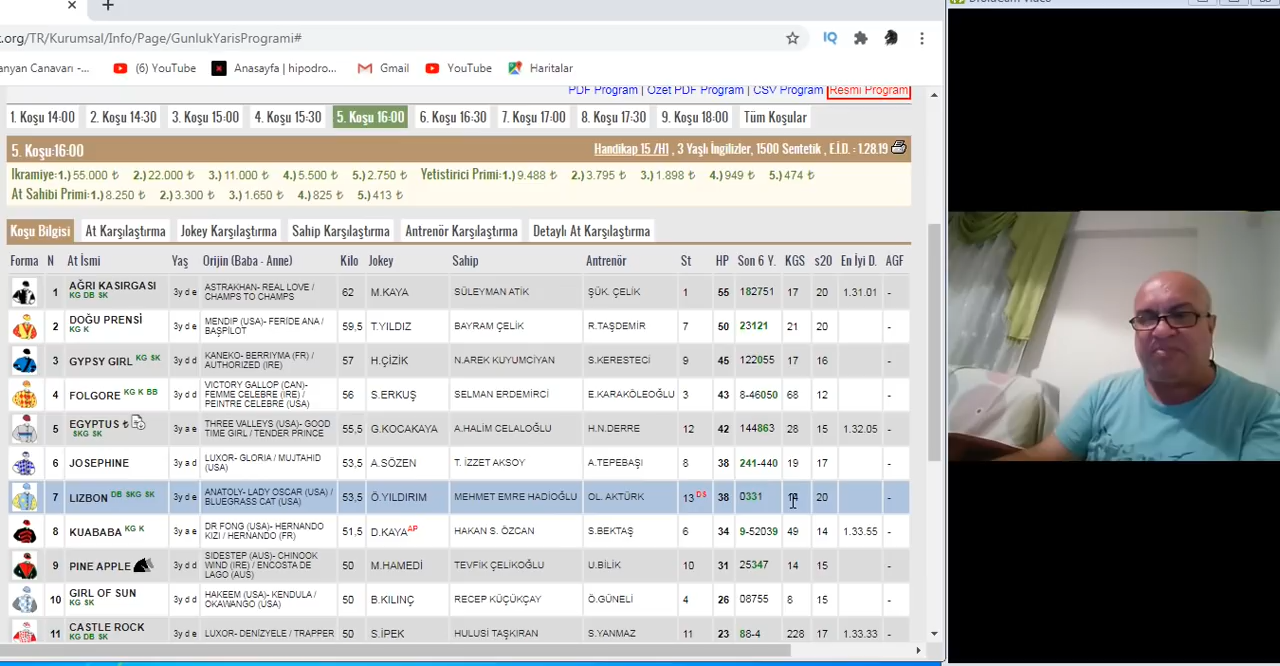 DroidCam Video
.org/TR/Kurumsal/Info/Page/GunlukYarisProgrami#
IQ
anyan Canavarı -... (6) YouTube Anasayfa | hipodro... Gmail YouTube Haritalar
PDF Program | Özet PDF Program | CSV Program Resmi Program
1. Koşu 14:00 2. Koşu 14:30 3. Koşu 15:00 4. Koşu 15:30 5. Koşu 16:00 6. Koşu 16:30 7. Koşu 17:00 8. Koşu 17:30 9. Koşu 18:00 Tüm Koşular
5. Koşu:16:00 Handikap 15 /H1 , 3 Yaşlı İngilizler, 1500 Sentetik , E.İ.D. : 1.28.19
Ikramiye:1.) 55.000 ₺ 2.) 22.000 ₺ 3.) 11.000 ₺ 4.) 5.500 ₺ 5.) 2.750 ₺ Yetistirici Primi:1.) 9.488 ₺ 2.) 3.795 ₺ 3.) 1.898 ₺ 4.) 949 ₺ 5.) 474 ₺
At Sahibi Primi:1.) 8.250 ₺ 2.) 3.300 ₺ 3.) 1.650 ₺ 4.) 825 ₺ 5.) 413 ₺
Koşu Bilgisi At Karşılaştırma Jokey Karşılaştırma Sahip Karşılaştırma Antrenör Karşılaştırma Detaylı At Karşılaştırma
Forma N At İsmi Yaş Orijin (Baba - Anne) Kilo Jokey Sahip Antrenör St HP Son 6 Y. KGS s20 En İyi D. AGF
1 AĞRI KASIRGASI KG DB SK 3y d e ASTRAKHAN- REAL LOVE / CHAMPS TO CHAMPS 62 M.KAYA SÜLEYMAN ATİK ŞÜK. ÇELİK 1 55 182751 17 20 1.31.01 -
2 DOĞU PRENSİ KG K 3y d e MENDIP (USA)- FERİDE ANA / BAŞPİLOT 59,5 T.YILDIZ BAYRAM ÇELİK R.TAŞDEMİR 7 50 23121 21 20 -
3 GYPSY GIRL KG SK 3y d d KANEKO- BERRIYMA (FR) / AUTHORIZED (IRE) 57 H.ÇİZİK N.AREK KUYUMCİYAN S.KERESTECİ 9 45 122055 17 16 -
4 FOLGORE KG K BB 3y d d VICTORY GALLOP (CAN)- FEMME CELEBRE (IRE) / PEINTRE CELEBRE (USA) 56 S.ERKUŞ SELMAN ERDEMİRCİ E.KARAKÖLEOĞLU 3 43 8-46050 68 12 -
5 EGYPTUS ₺ SKG SK 3y a e THREE VALLEYS (USA)- GOOD TIME GIRL / TENDER PRINCE 55,5 G.KOCAKAYA A.HALİM CELALOĞLU H.N.DERRE 12 42 144863 28 15 1.32.05 -
6 JOSEPHINE 3y a d LUXOR- GLORIA / MUJTAHID (USA) 53,5 A.SÖZEN T. İZZET AKSOY A.TEPEBAŞI 8 38 241-440 19 17 -
7 LIZBON DB SKG SK 3y d e ANATOLY- LADY OSCAR (USA) / BLUEGRASS CAT (USA) 53,5 Ö.YILDIRIM MEHMET EMRE HADİOĞLU OL. AKTÜRK 13 DS 38 0331 20 -
8 KUABABA KG K 3y a e DR FONG (USA)- HERNANDO KIZI / HERNANDO (FR) 51,5 D.KAYA AP HAKAN S. ÖZCAN S.BEKTAŞ 6 34 9-52039 49 14 1.33.55 -
9 PINE APPLE 3y d d SIDESTEP (AUS)- CHINOOK WIND (IRE) / ENCOSTA DE LAGO (AUS) 50 M.HAMEDİ TEVFİK ÇELİKOĞLU U.BİLİK 10 31 25347 14 15 -
10 GIRL OF SUN KG SK 3y d d HAKEEM (USA)- KENDULA / OKAWANGO (USA) 50 B.KILINÇ RECEP KÜÇÜKÇAY Ö.GÜNELİ 4 26 08755 8 15 -
11 CASTLE ROCK KG DB SK 3y d e LUXOR- DENİZYELE / TRAPPER 50 S.İPEK HULUSİ TAŞKIRAN S.YANMAZ 11 23 88-4 228 17 1.33.33 -